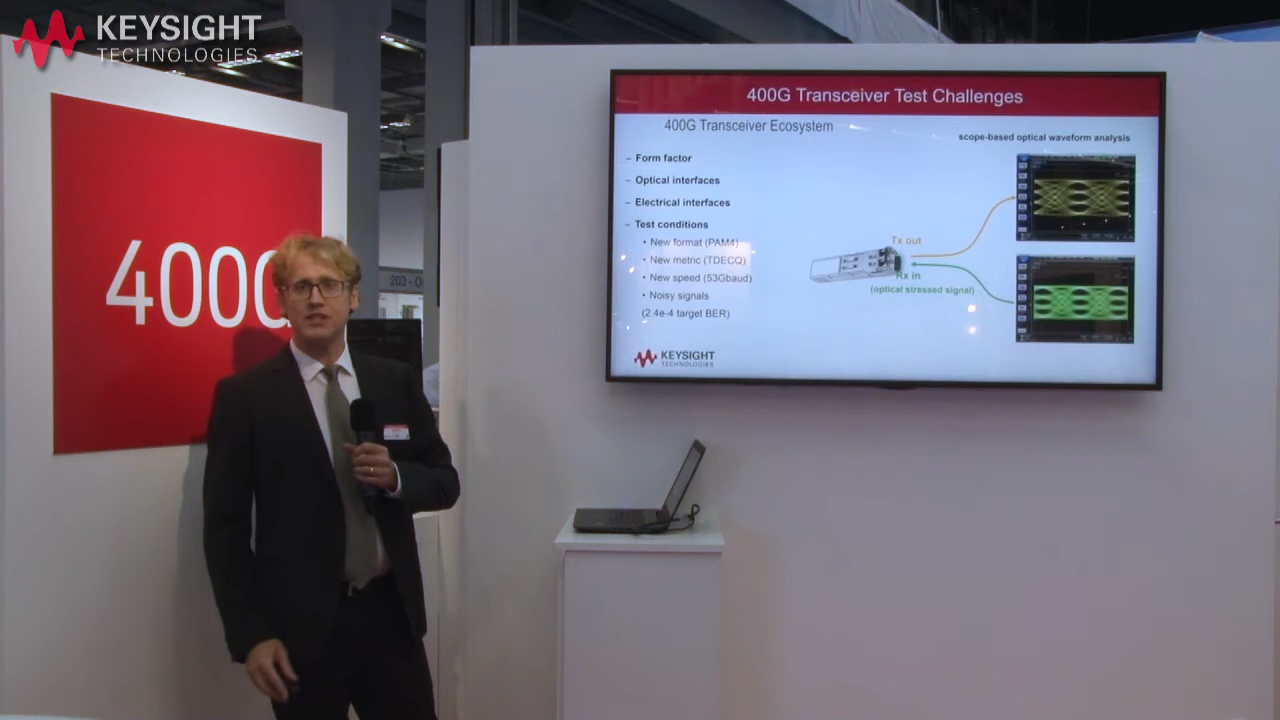 KEYSIGHT
TECHNOLOGIES
400G
203 - O
400G Transceiver Test Challenges
400G Transceiver Ecosystem
scope-based optical waveform analysis
– Form factor
– Optical interfaces
– Electrical interfaces
– Test conditions
• New format (PAM4)
• New metric (TDECQ)
• New speed (53Gbaud)
• Noisy signals
(2.4e-4 target BER)
Tx out
Rx in
(optical stressed signal)
KEYSIGHT
TECHNOLOGIES